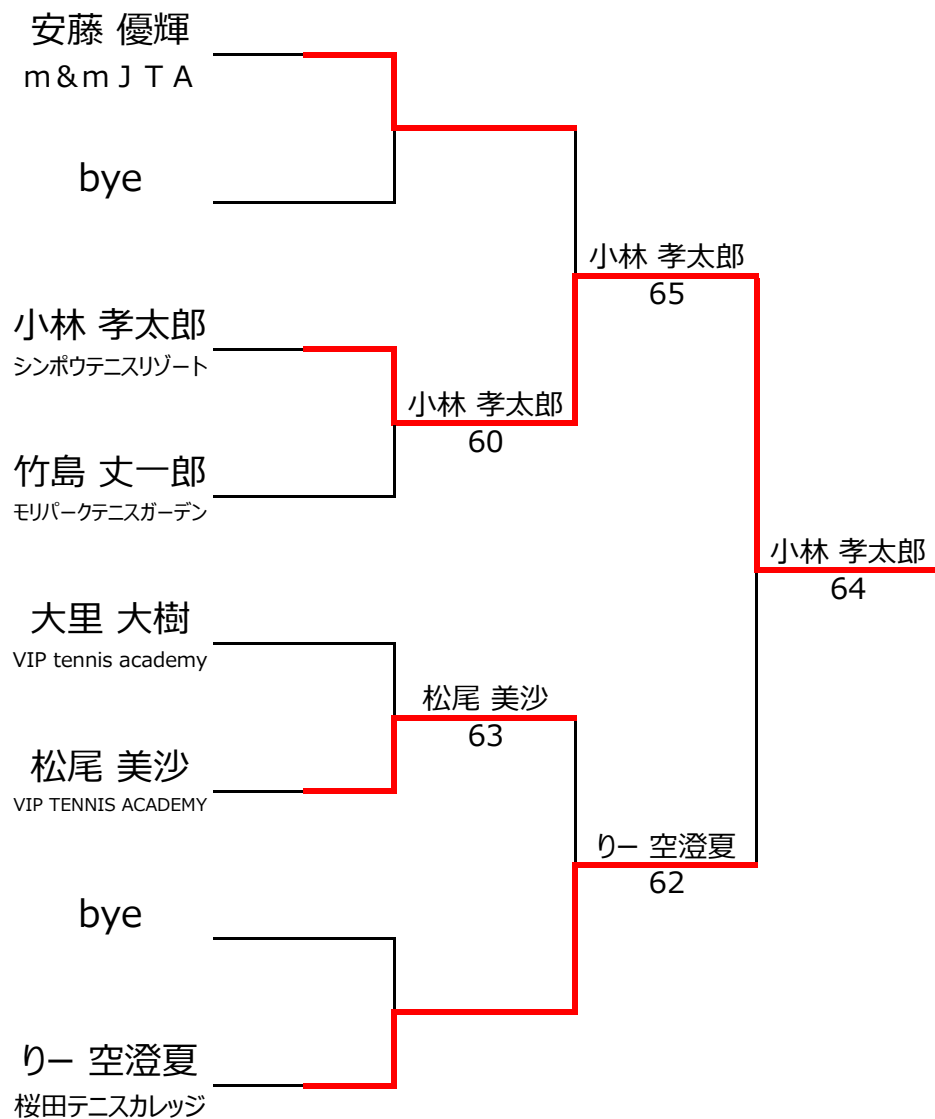 安藤 優輝
ｍ＆ｍＪＴＡ
bye
小林 孝太郎
65
小林 孝太郎
シンポウテニスリゾート
小林 孝太郎
60
竹島 丈一郎
モリパークテニスガーデン
小林 孝太郎
64
大里 大樹
VIP tennis academy
松尾 美沙
63
松尾 美沙
VIP TENNIS ACADEMY
りー 空澄夏
62
bye
りー 空澄夏
桜田テニスカレッジ